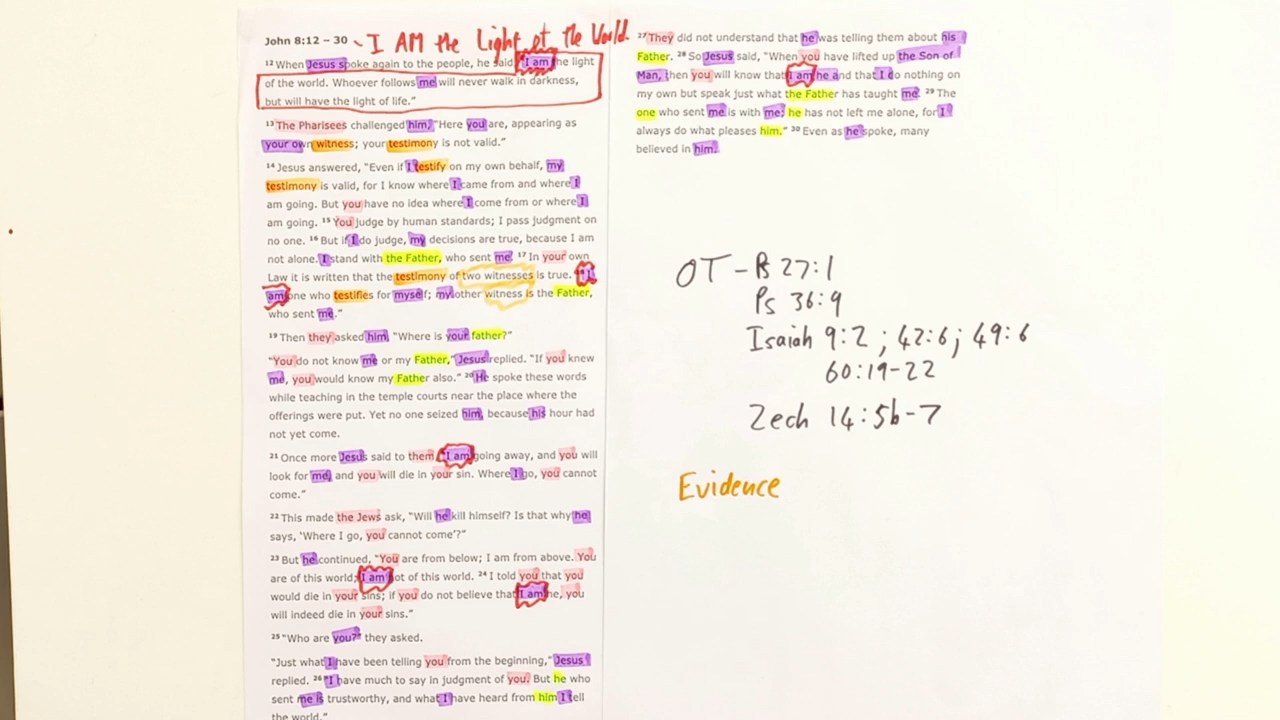 John 8:12 – 30 - I AM the Light of the World.
¹² When Jesus spoke again to the people, he said, "I am the light
of the world. Whoever follows me will never walk in darkness,
but will have the light of life."
¹³ The Pharisees challenged him, "Here you are, appearing as
your own witness; your testimony is not valid."
¹⁴ Jesus answered, "Even if I testify on my own behalf, my
testimony is valid, for I know where I came from and where I
am going. But you have no idea where I come from or where I
am going. ¹⁵ You judge by human standards; I pass judgment on
no one. ¹⁶ But if I do judge, my decisions are true, because I am
not alone. I stand with the Father, who sent me. ¹⁷ In your own
Law it is written that the testimony of two witnesses is true. ¹⁸ I
am one who testifies for myself; my other witness is the Father,
who sent me."
¹⁹ Then they asked him, "Where is your father?"
"You do not know me or my Father," Jesus replied. "If you knew
me, you would know my Father also." ²⁰ He spoke these words
while teaching in the temple courts near the place where the
offerings were put. Yet no one seized him, because his hour had
not yet come.
²¹ Once more Jesus said to them, "I am going away, and you will
look for me, and you will die in your sin. Where I go, you cannot
come."
²² This made the Jews ask, "Will he kill himself? Is that why he
says, 'Where I go, you cannot come'?"
²³ But he continued, "You are from below; I am from above. You
are of this world; I am not of this world. ²⁴ I told you that you
would die in your sins; if you do not believe that I am he, you
will indeed die in your sins."
²⁵ "Who are you?" they asked.
"Just what I have been telling you from the beginning," Jesus
replied. ²⁶ "I have much to say in judgment of you. But he who
sent me is trustworthy, and what I have heard from him I tell
the world."
²⁷ They did not understand that he was telling them about his
Father. ²⁸ So Jesus said, "When you have lifted up the Son of
Man, then you will know that I am he and that I do nothing on
my own but speak just what the Father has taught me. ²⁹ The
one who sent me is with me; he has not left me alone, for I
always do what pleases him." ³⁰ Even as he spoke, many
believed in him.
OT - Ps 27:1
Ps 36:9
Isaiah 9:2 ; 42:6 ; 49:6
60:19-22
Zech 14:5b-7
Evidence